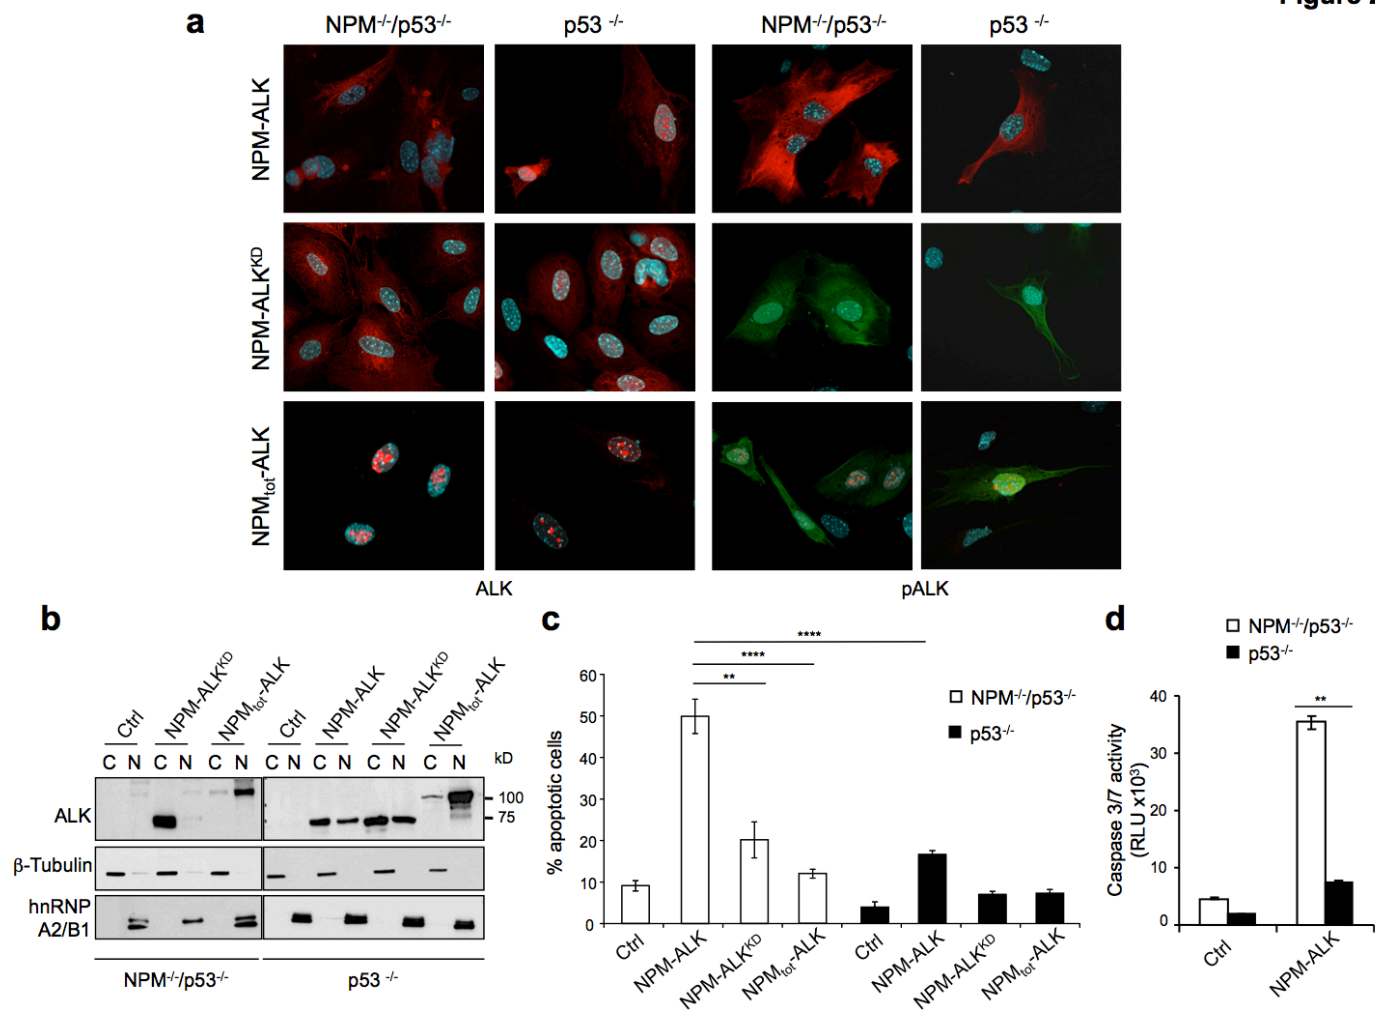 Figure
a
NPM-/-/p53-/- p53 -/- NPM-/-/p53-/- p53 -/-
NPM-ALK
NPM-ALKKD
NPMtot-ALK
ALK pALK
b
Ctrl NPM-ALKKD NPMtot-ALK Ctrl NPM-ALK NPM-ALKKD NPMtot-ALK
C N C N C N C N C N C N C N kD
ALK
100
75
β-Tubulin
hnRNP
A2/B1
NPM-/-/p53-/- p53 -/-
c
****
****
**
% apoptotic cells
60
50
40
30
20
10
0
NPM-/-/p53-/-
p53-/-
Ctrl NPM-ALK NPM-ALKKD NPMtot-ALK Ctrl NPM-ALK NPM-ALKKD NPMtot-ALK
d
NPM-/-/p53-/-
p53-/-
**
Caspase 3/7 activity
(RLU x10³)
40
30
20
10
0
Ctrl NPM-ALK